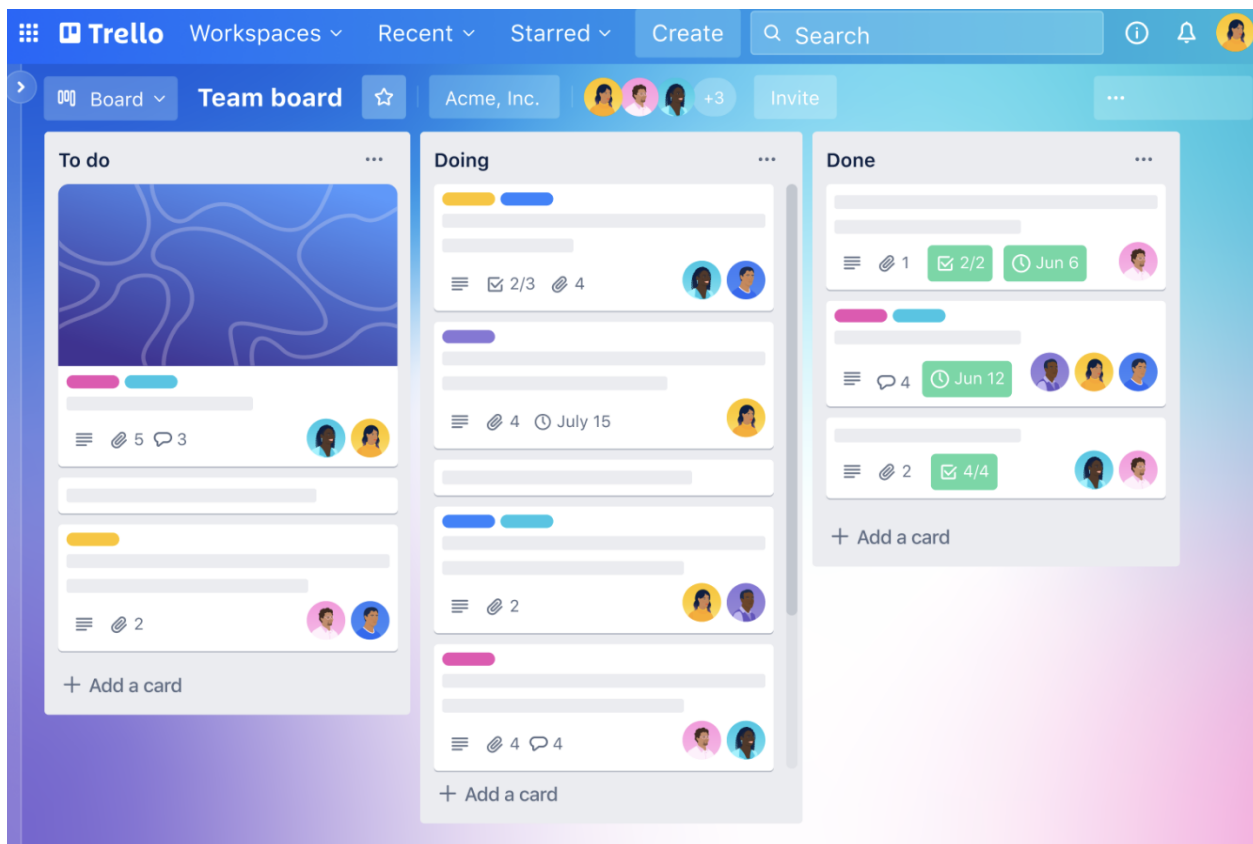 Trello Workspaces Recent Starred Create Search
Board Team board Acme, Inc. +3 Invite
To do
5 3
2
Add a card
Doing
2/3 4
4 July 15
2
4 4
Add a card
Done
1 2/2 Jun 6
4 Jun 12
2 4/4
Add a card